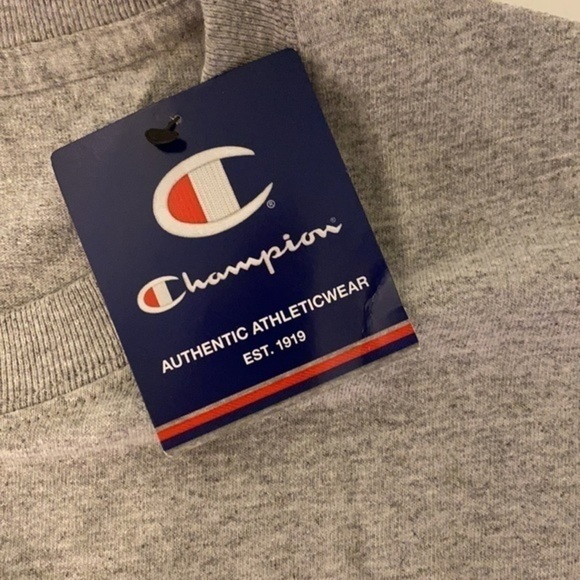 C®
Champion
AUTHENTIC ATHLETICWEAR
EST. 1919